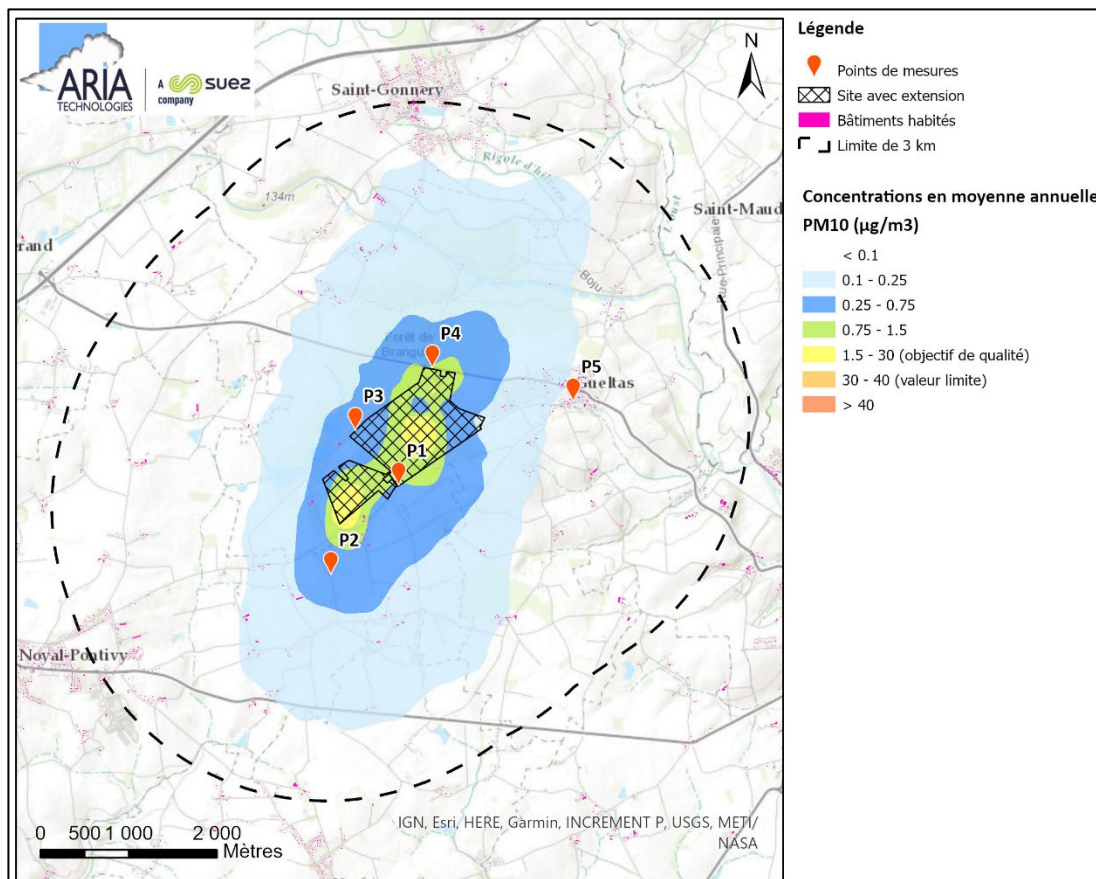 ARIA
TECHNOLOGIES
A
company
suez
N
Saint-Gonnery
Rigole d'hilvern
134m
Saint-Maud
rand
Rue Principale
Boju
Forêt de
Brangu
P4
P5
Gueltas
P3
P1
P2
Noyal-Pontivy
IGN, Esri, HERE, Garmin, INCREMENT P, USGS, METI/
NASA
0 500 1 000 2 000
Mètres
Légende
Points de mesures
Site avec extension
Bâtiments habités
Limite de 3 km
Concentrations en moyenne annuelle
PM10 (µg/m3)
< 0.1
0.1 - 0.25
0.25 - 0.75
0.75 - 1.5
1.5 - 30 (objectif de qualité)
30 - 40 (valeur limite)
> 40